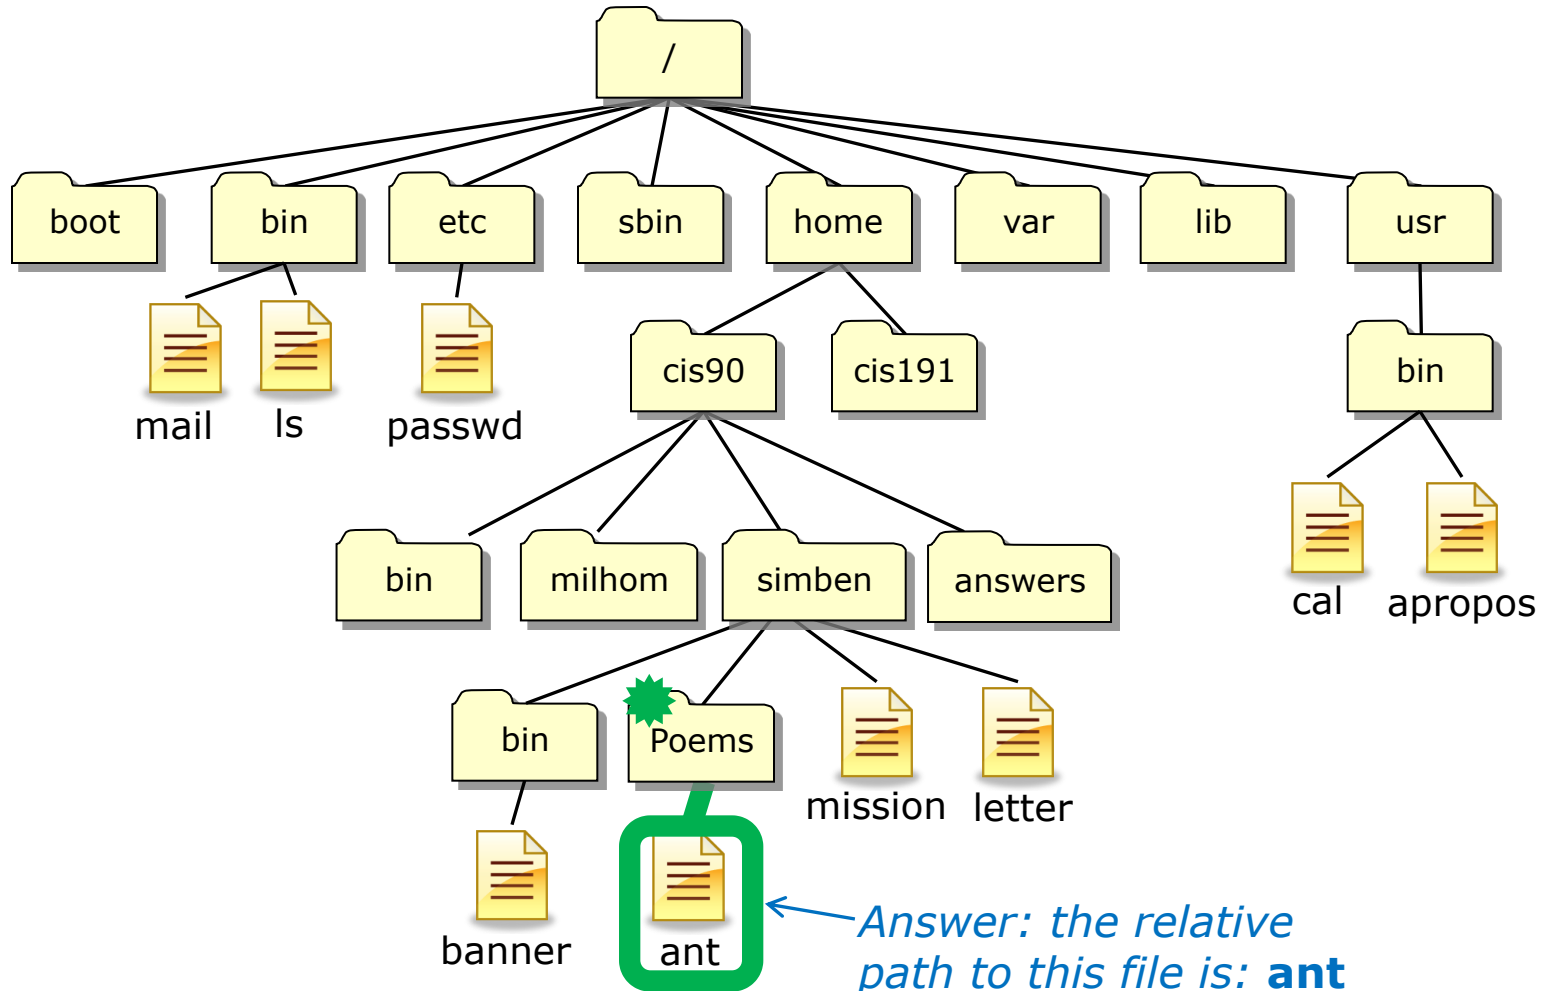 /
boot bin etc sbin home var lib usr
mail ls passwd
cis90 cis191 bin
bin milhom simben answers
cal apropos
bin Poems
mission letter
banner ant
Answer: the relative
path to this file is: ant